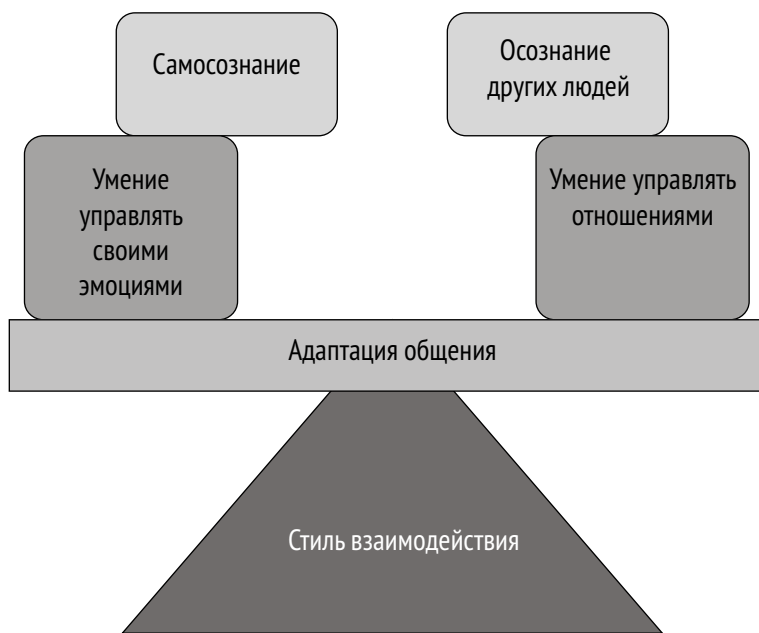 Самосознание
Осознание
других людей
Умение
управлять
своими
эмоциями
Умение управлять
отношениями
Адаптация общения
Стиль взаимодействия